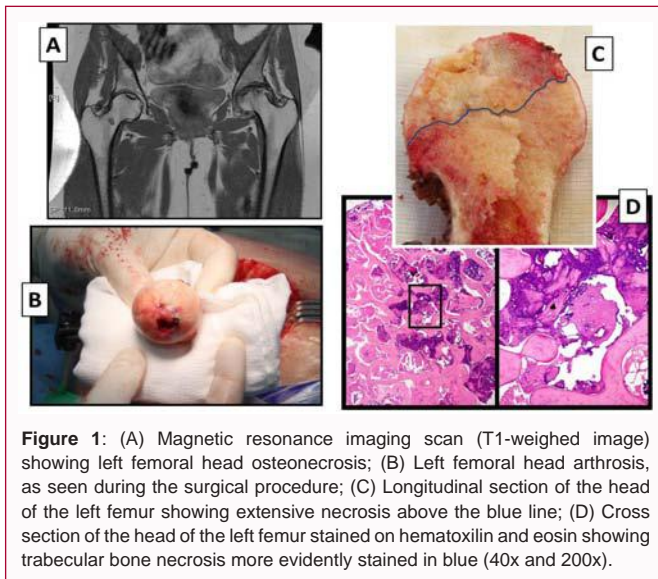 A
C
D
B
Figure 1: (A) Magnetic resonance imaging scan (T1-weighed image)
showing left femoral head osteonecrosis; (B) Left femoral head arthrosis,
as seen during the surgical procedure; (C) Longitudinal section of the head
of the left femur showing extensive necrosis above the blue line; (D) Cross
section of the head of the left femur stained on hematoxilin and eosin showing
trabecular bone necrosis more evidently stained in blue (40x and 200x).